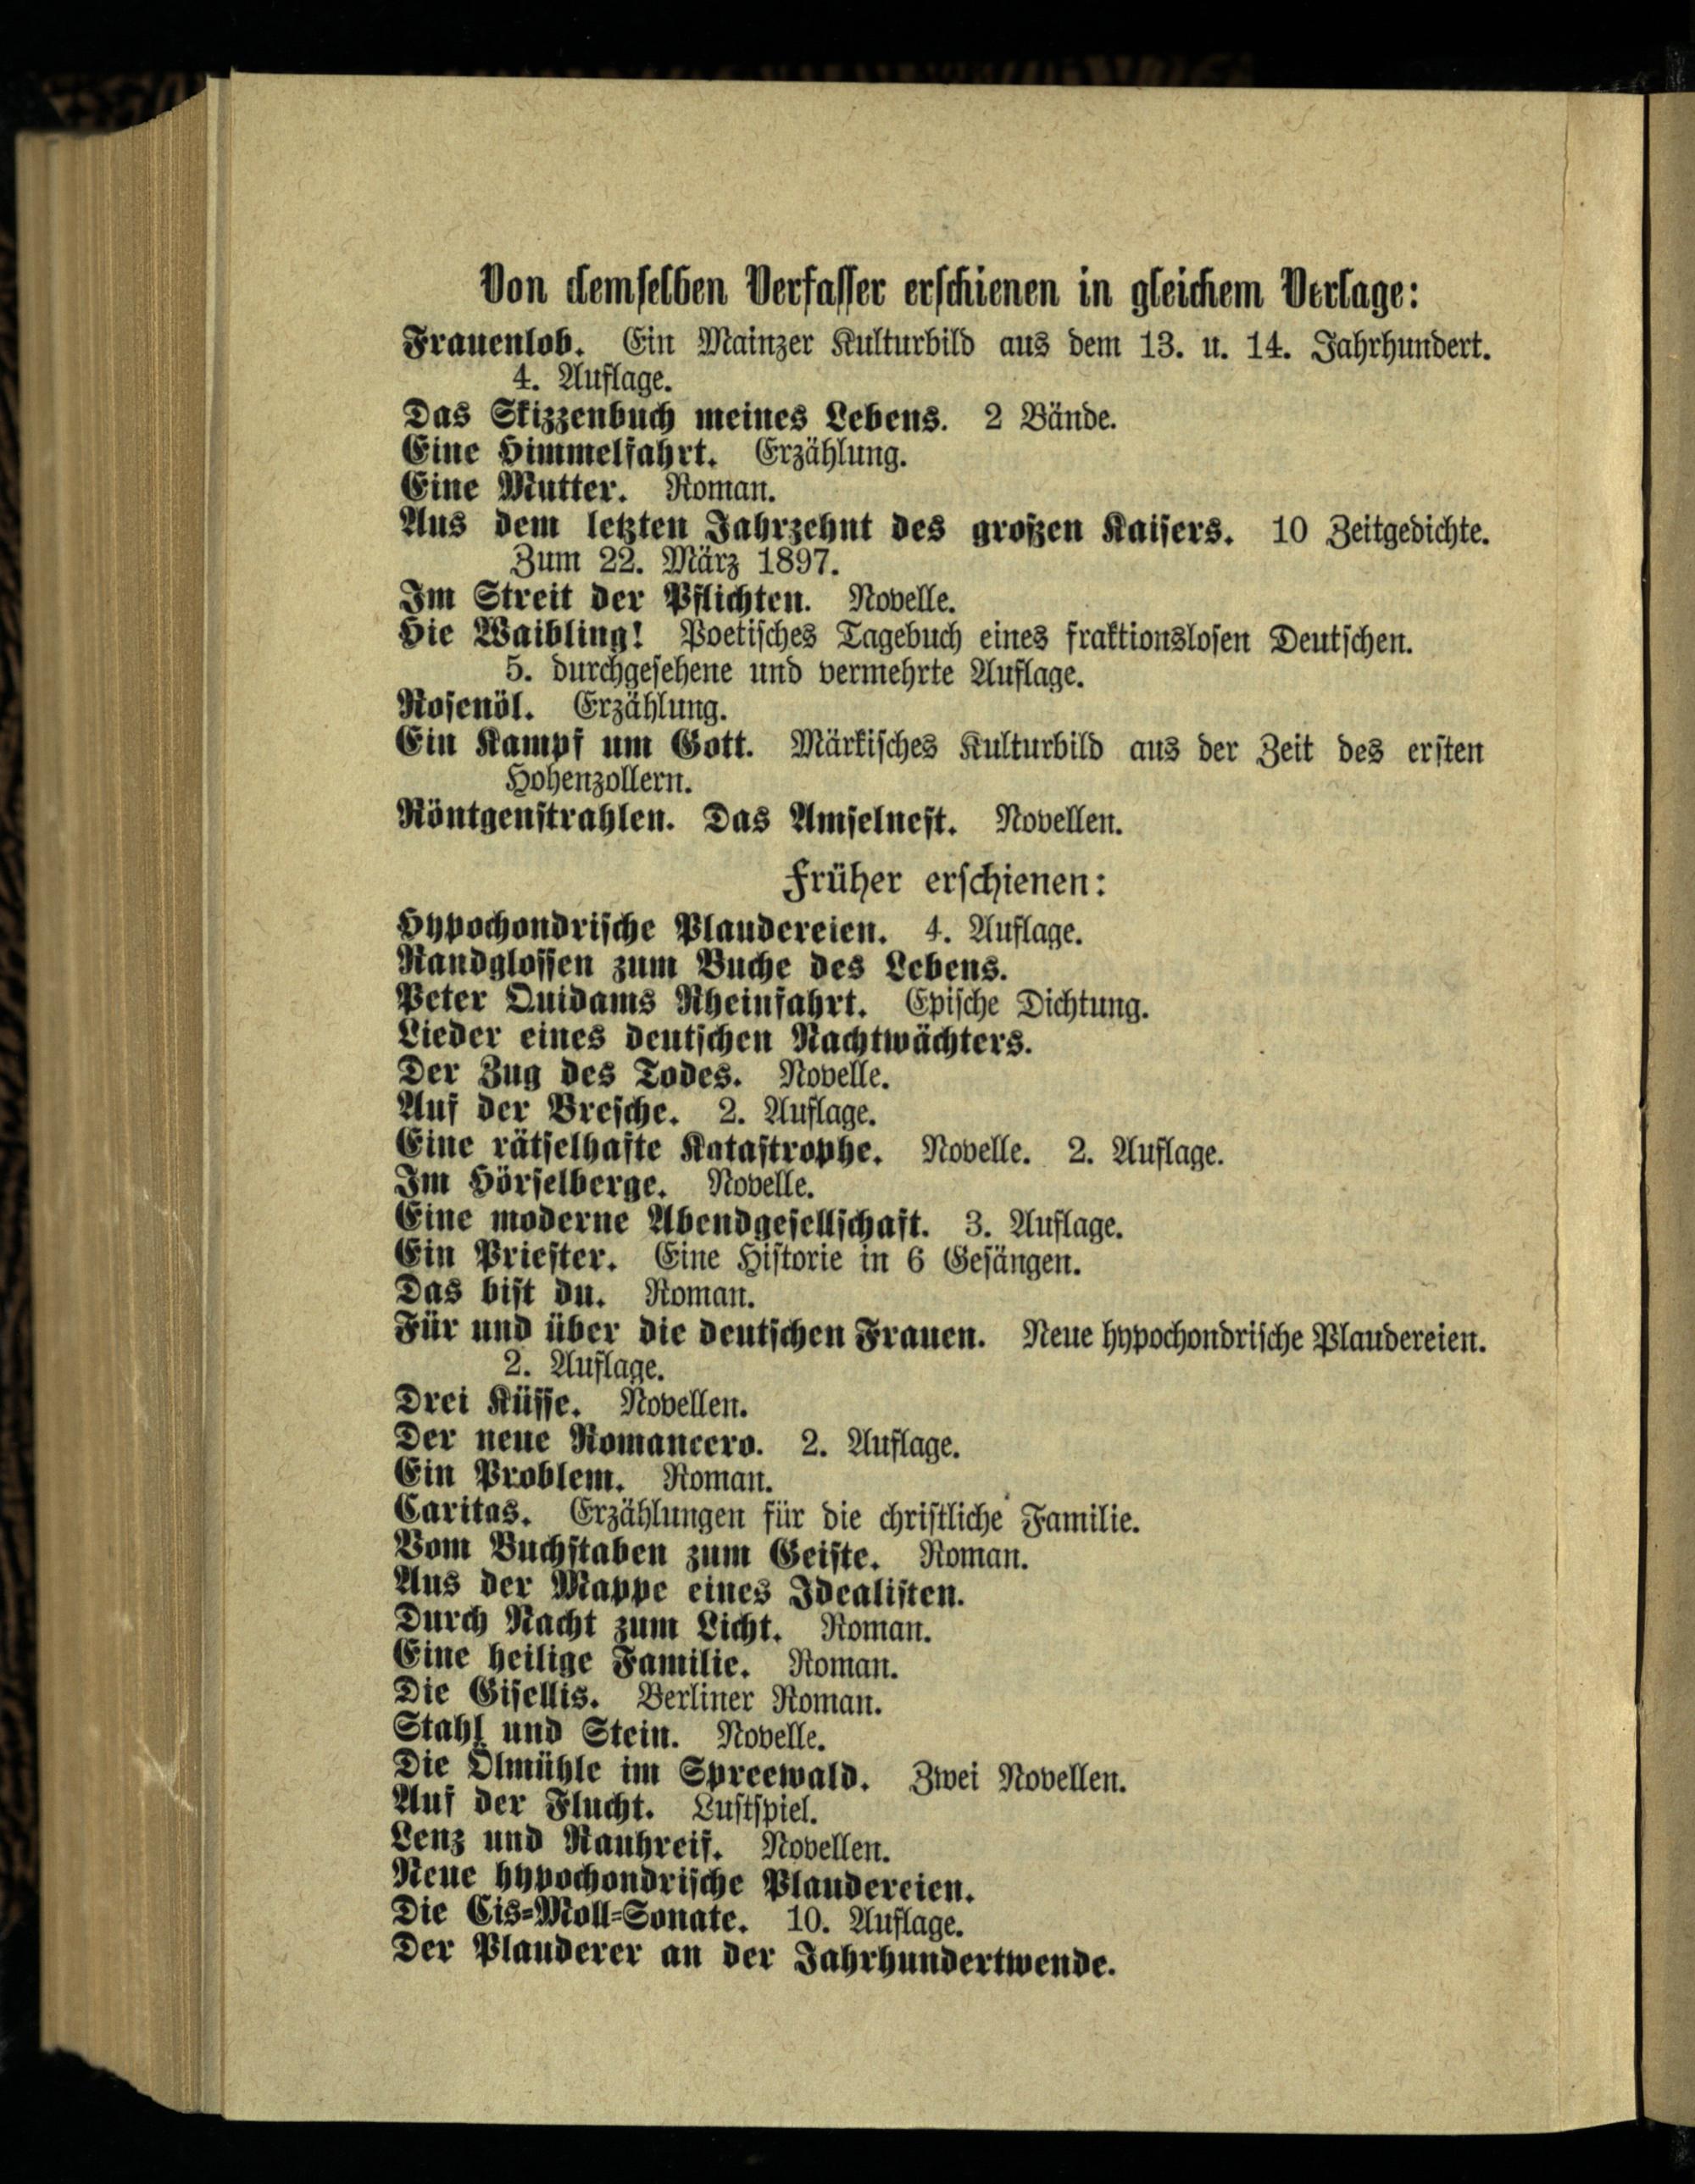 Von demselben Verfasser erschienen in gleichem Verlage:
Frauenlob. Ein Mainzer Kulturbild aus dem 13. u. 14. Jahrhundert.
4. Auflage.
Das Skizzenbuch meines Lebens. 2 Bände.
Eine Himmelfahrt. Erzählung.
Eine Mutter. Roman.
Aus dem letzten Jahrzehnt des großen Kaisers. 10 Zeitgedichte.
Zum 22. März 1897.
Im Streit der Pflichten. Novelle.
Hie Waibling! Poetisches Tagebuch eines fraktionslosen Deutschen.
5. durchgesehene und vermehrte Auflage.
Rosenöl. Erzählung.
Ein Kampf um Gott. Märkisches Kulturbild aus der Zeit des ersten
Hohenzollern.
Röntgenstrahlen. Das Amselnest. Novellen.
Früher erschienen:
Hypochondrische Plaudereien. 4. Auflage.
Randglossen zum Buche des Lebens.
Peter Quidams Rheinfahrt. Epische Dichtung.
Lieder eines deutschen Nachtwächters.
Der Zug des Todes. Novelle.
Auf der Bresche. 2. Auflage.
Eine rätselhafte Katastrophe. Novelle. 2. Auflage.
Im Hörselberge. Novelle.
Eine moderne Abendgesellschaft. 3. Auflage.
Ein Priester. Eine Historie in 6 Gesängen.
Das bist du. Roman.
Für und über die deutschen Frauen. Neue hypochondrische Plaudereien.
2. Auflage.
Drei Küsse. Novellen.
Der neue Romancero. 2. Auflage.
Ein Problem. Roman.
Caritas. Erzählungen für die christliche Familie.
Vom Buchstaben zum Geiste. Roman.
Aus der Mappe eines Idealisten.
Durch Nacht zum Licht. Roman.
Eine heilige Familie. Roman.
Die Gisellis. Berliner Roman.
Stahl und Stein. Novelle.
Die Ölmühle im Spreewald. Zwei Novellen.
Auf der Flucht. Lustspiel.
Lenz und Rauhreif. Novellen.
Neue hypochondrische Plaudereien.
Die Cis-Moll-Sonate. 10. Auflage.
Der Plauderer an der Jahrhundertwende.